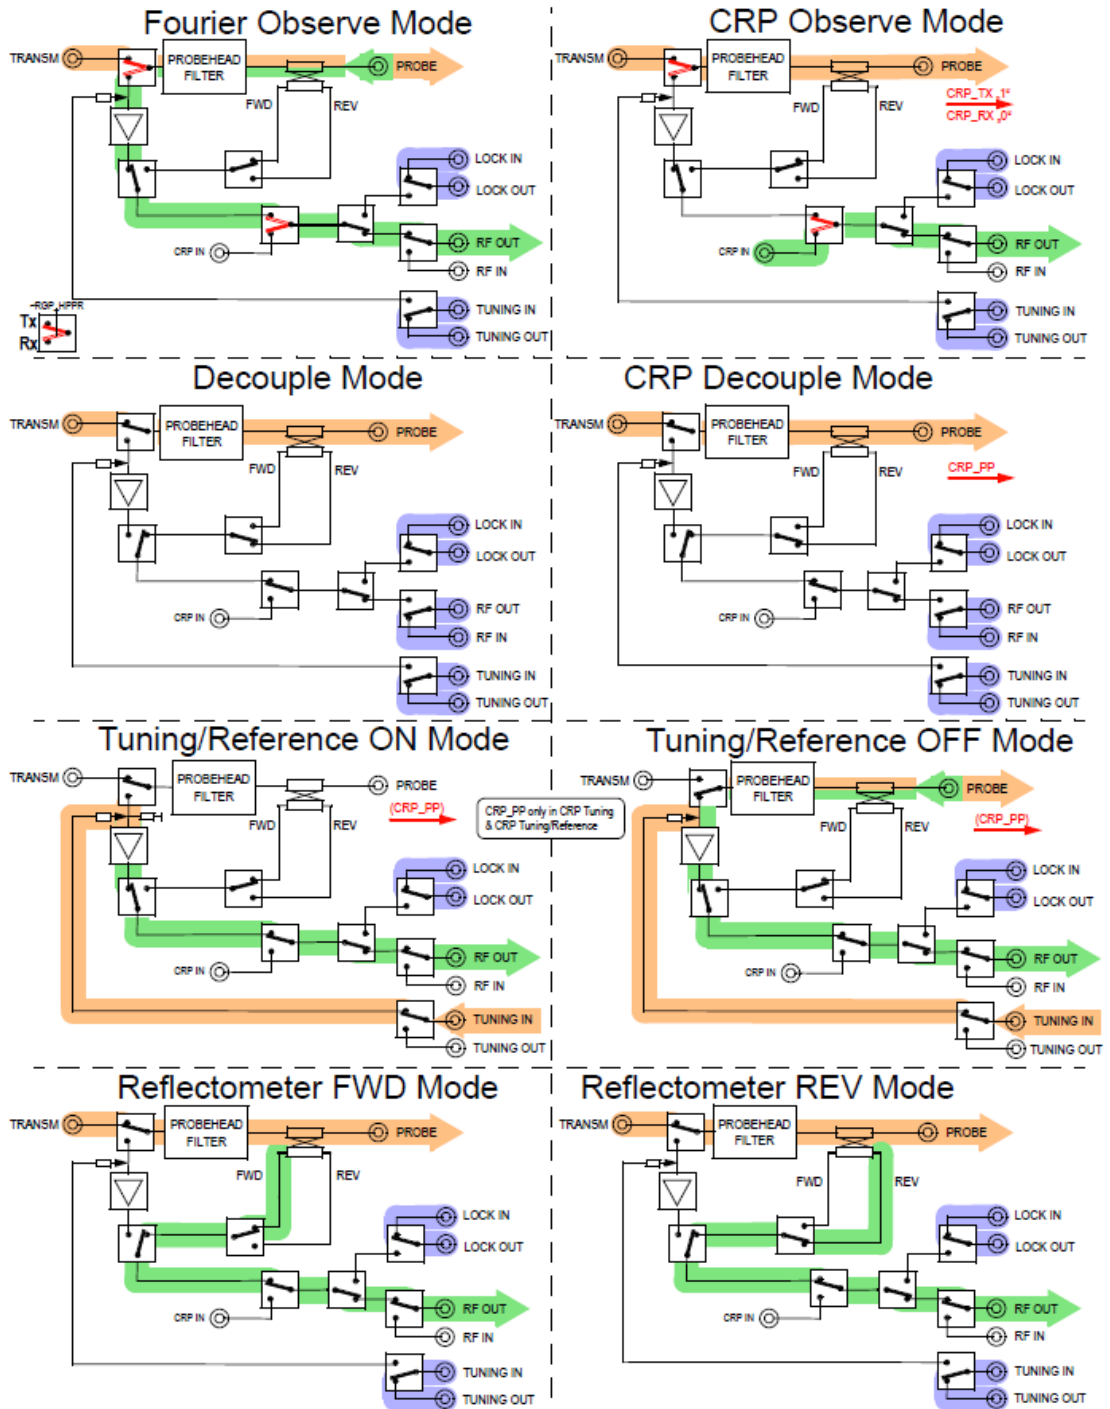 Fourier Observe Mode
TRANSM
PROBEHEAD
FILTER
PROBE
FWD
REV
LOCK IN
LOCK OUT
CRP IN
RF OUT
RF IN
~RGP_HPPR
Tx
Rx
TUNING IN
TUNING OUT
CRP Observe Mode
TRANSM
PROBEHEAD
FILTER
PROBE
CRP_TX „1“
CRP_RX „0“
FWD
REV
LOCK IN
LOCK OUT
CRP IN
RF OUT
RF IN
TUNING IN
TUNING OUT
Decouple Mode
TRANSM
PROBEHEAD
FILTER
PROBE
FWD
REV
LOCK IN
LOCK OUT
CRP IN
RF OUT
RF IN
TUNING IN
TUNING OUT
CRP Decouple Mode
TRANSM
PROBEHEAD
FILTER
PROBE
CRP_PP
FWD
REV
LOCK IN
LOCK OUT
CRP IN
RF OUT
RF IN
TUNING IN
TUNING OUT
Tuning/Reference ON Mode
TRANSM
PROBEHEAD
FILTER
PROBE
(CRP_PP)
FWD
REV
LOCK IN
LOCK OUT
CRP IN
RF OUT
RF IN
TUNING IN
TUNING OUT
CRP_PP only in CRP Tuning
& CRP Tuning/Reference
Tuning/Reference OFF Mode
TRANSM
PROBEHEAD
FILTER
PROBE
(CRP_PP)
FWD
REV
LOCK IN
LOCK OUT
CRP IN
RF OUT
RF IN
TUNING IN
TUNING OUT
Reflectometer FWD Mode
TRANSM
PROBEHEAD
FILTER
PROBE
FWD
REV
LOCK IN
LOCK OUT
CRP IN
RF OUT
RF IN
TUNING IN
TUNING OUT
Reflectometer REV Mode
TRANSM
PROBEHEAD
FILTER
PROBE
FWD
REV
LOCK IN
LOCK OUT
CRP IN
RF OUT
RF IN
TUNING IN
TUNING OUT